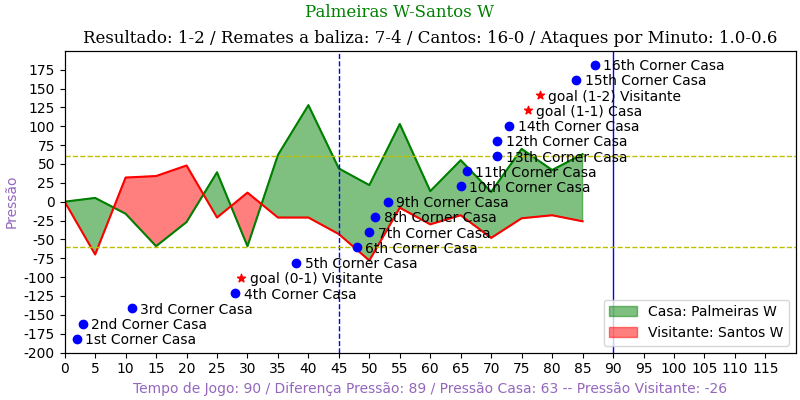 Palmeiras W-Santos W
Resultado: 1-2 / Remates a baliza: 7-4 / Cantos: 16-0 / Ataques por Minuto: 1.0-0.6
Pressão
175
150
125
100
75
50
25
0
-25
-50
-75
-100
-125
-150
-175
-200
16th Corner Casa
15th Corner Casa
goal (1-2) Visitante
goal (1-1) Casa
14th Corner Casa
12th Corner Casa
13th Corner Casa
11th Corner Casa
10th Corner Casa
9th Corner Casa
8th Corner Casa
7th Corner Casa
6th Corner Casa
5th Corner Casa
goal (0-1) Visitante
4th Corner Casa
3rd Corner Casa
2nd Corner Casa
1st Corner Casa
Casa: Palmeiras W
Visitante: Santos W
0 5 10 15 20 25 30 35 40 45 50 55 60 65 70 75 80 85 90 95 100 105 110 115
Tempo de Jogo: 90 / Diferença Pressão: 89 / Pressão Casa: 63 -- Pressão Visitante: -26